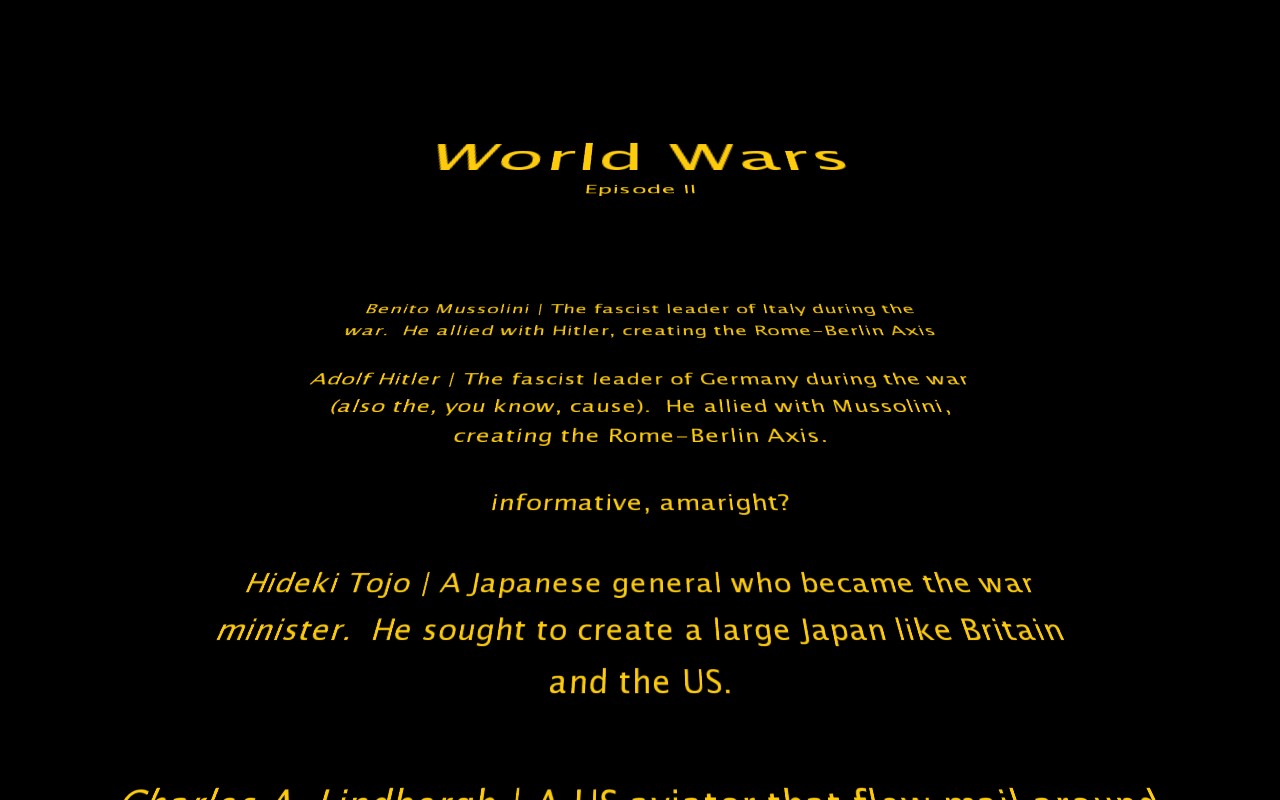 World Wars
Episode II
Benito Mussolini | The fascist leader of Italy during the
war.  He allied with Hitler, creating the Rome-Berlin Axis
Adolf Hitler | The fascist leader of Germany during the war
(also the, you know, cause).  He allied with Mussolini,
creating the Rome-Berlin Axis.
informative, amaright?
Hideki Tojo | A Japanese general who became the war
minister.  He sought to create a large Japan like Britain
and the US.
Charles A. Lindbergh | A US aviator that flew mail around